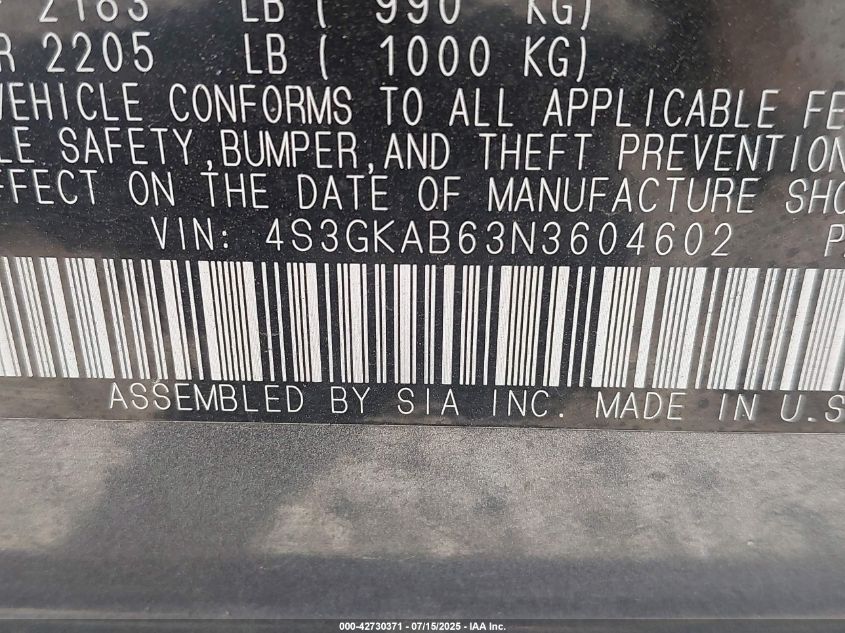 2183 LB ( 990 KG)
R 2205 LB ( 1000 KG)
VEHICLE CONFORMS TO ALL APPLICABLE FE
LE SAFETY,BUMPER,AND THEFT PREVENTION
FFECT ON THE DATE OF MANUFACTURE SHO
VIN: 4S3GKAB63N3604602 P
ASSEMBLED BY SIA INC. MADE IN U.S
000-42730371 - 07/15/2025 - IAA Inc.